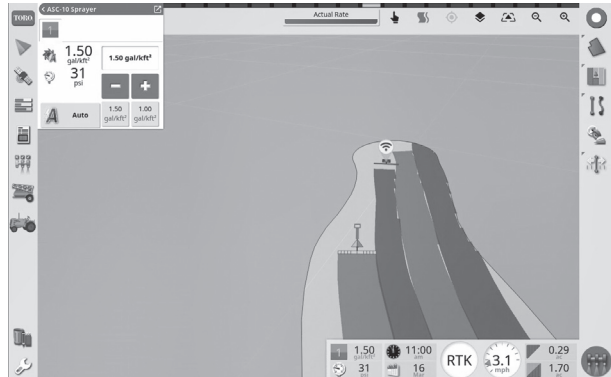 TORO
< ASC-10 Sprayer
1
1.50
gal/kft²
1.50 gal/kft²
31
psi
Auto
1.50
gal/kft²
1.00
gal/kft²
Actual Rate
1
1.50
gal/kft²
31
psi
11:00
am
16
Mar
RTK
3.1
mph
0.29
ac
1.70
ac